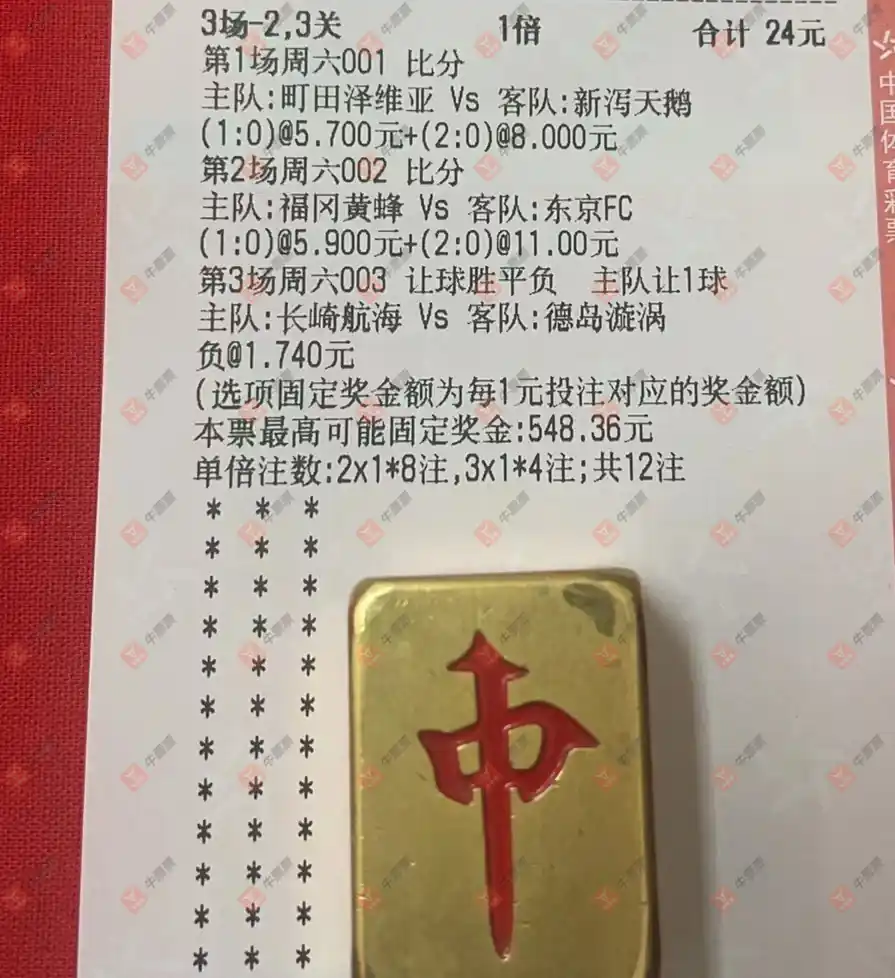 3场-2,3关 1倍 合计 24元
第1场周六001 比分
主队:町田泽维亚 Vs 客队:新泻天鹅
(1:0)@5.700元+(2:0)@8.000元
第2场周六002 比分
主队:福冈黄蜂 Vs 客队:东京FC
(1:0)@5.900元+(2:0)@11.00元
第3场周六003 让球胜平负 主队让1球
主队:长崎航海 Vs 客队:德岛漩涡
负@1.740元
(选项固定奖金额为每1元投注对应的奖金额)
本票最高可能固定奖金:548.36元
单倍注数:2x1*8注,3x1*4注;共12注
* * *
* * *
* * *
* * *
* * *
* * *
* * *
* * *
* * *
* * *
* * *
* * *
中
中国体育彩票